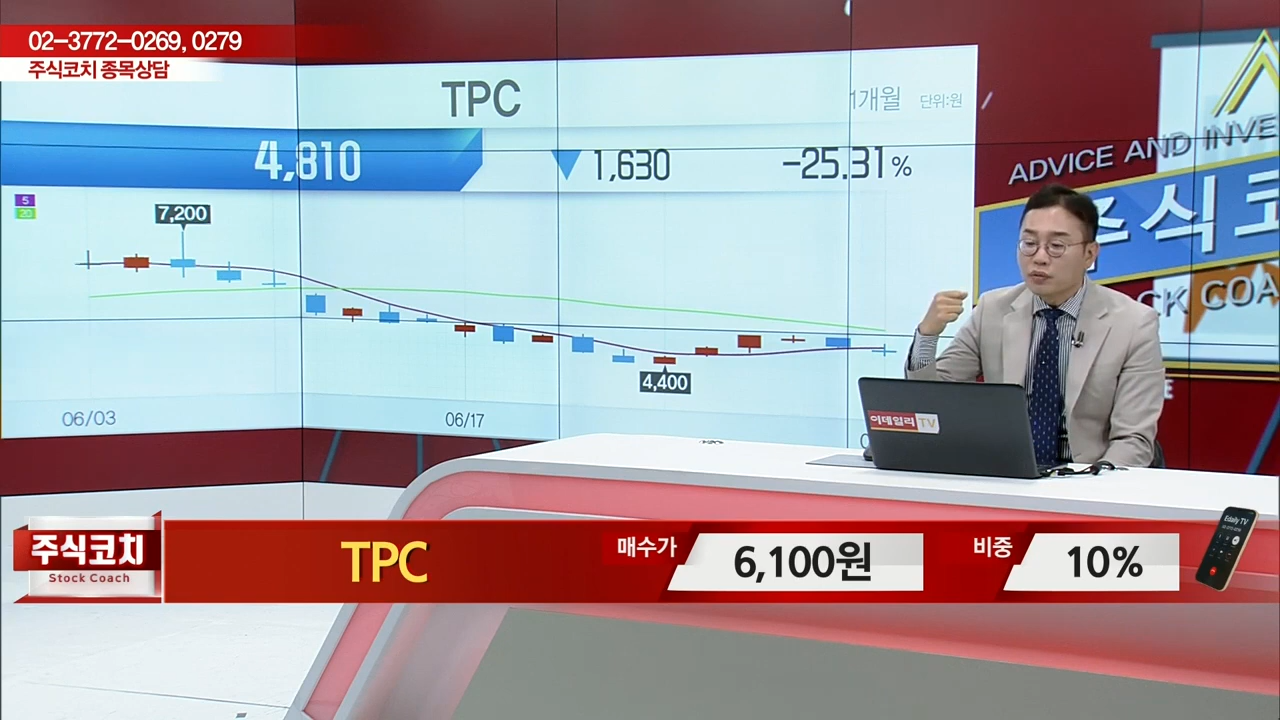 02-3772-0269, 0279
주식코치 종목상담
TPC
1개월 단위:원
4,810 ▼ 1,630 -25.31%
5
20
7,200
4,400
06/03 06/17
ADVICE AND INVE
주식코
CK COA
이데일리 TV
주식코치
Stock Coach
TPC 매수가 6,100원 비중 10%
Edaily TV